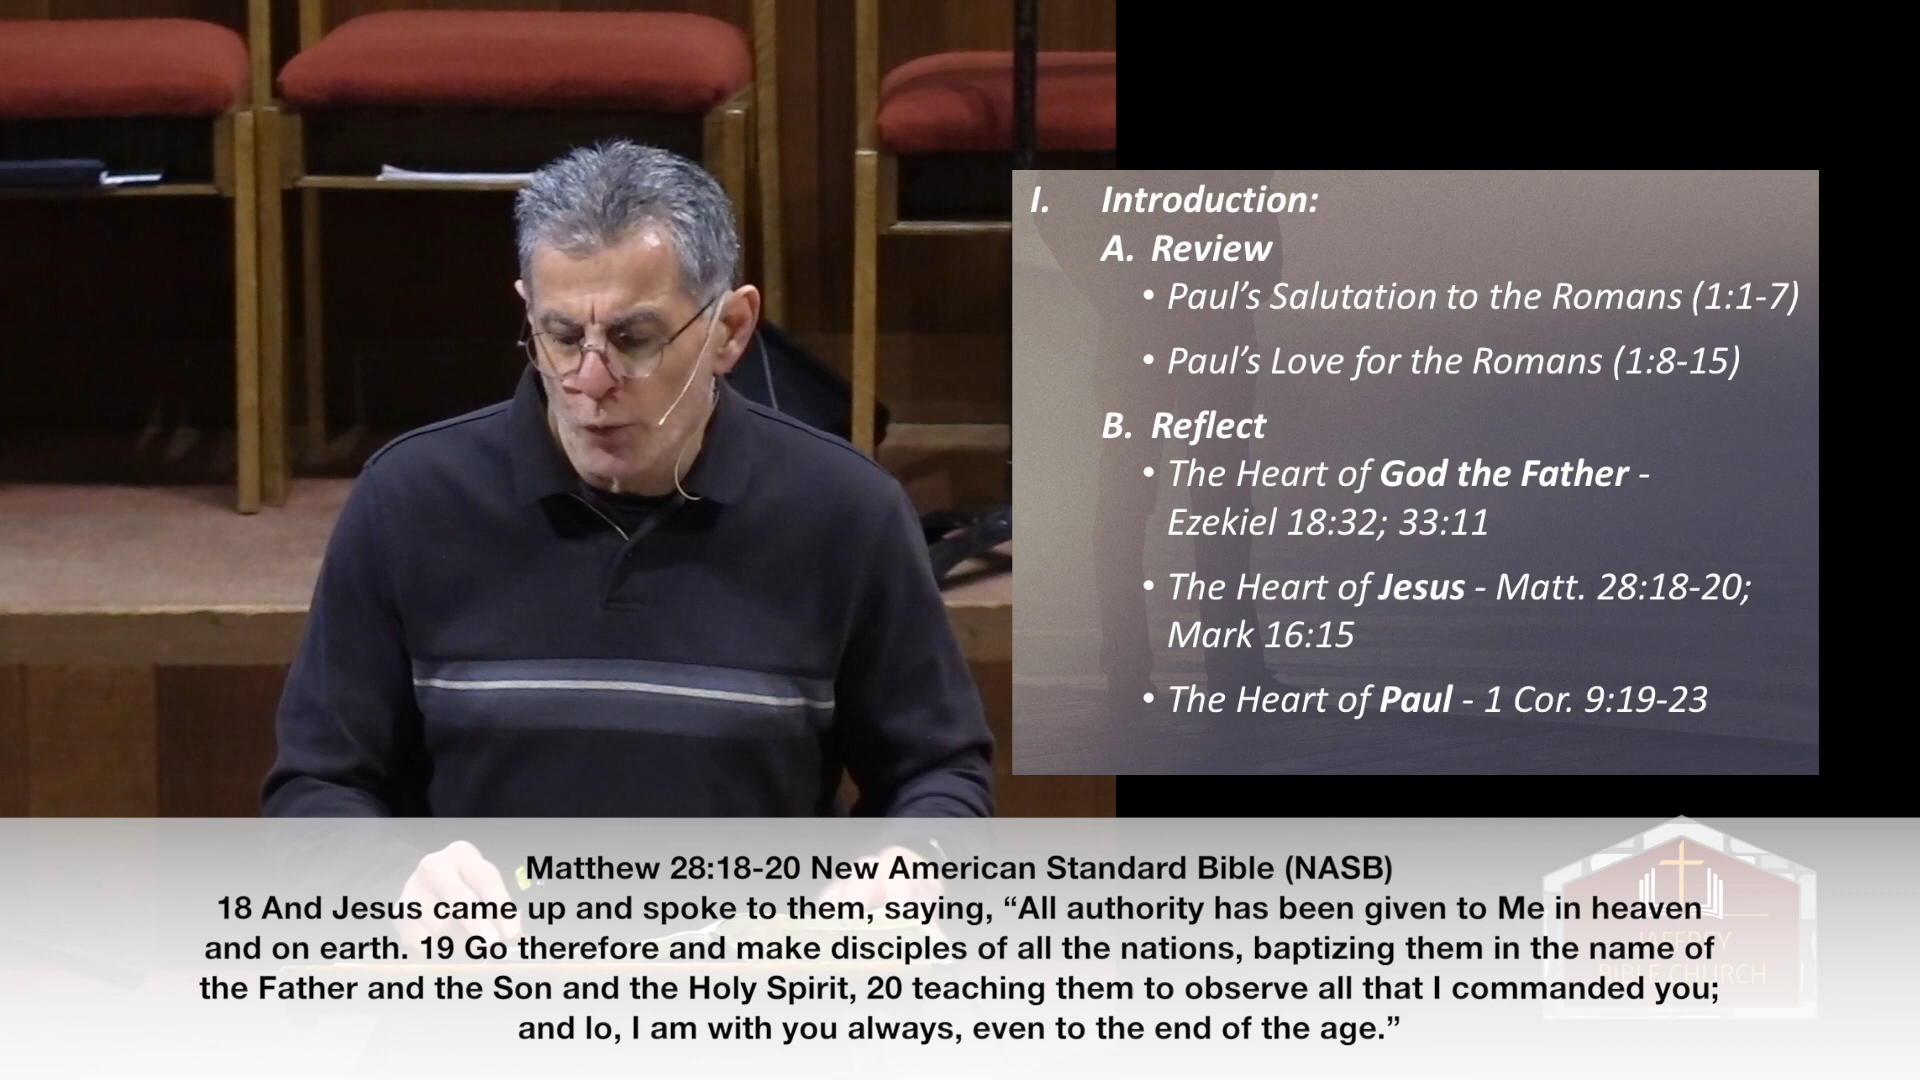 I. Introduction:
A. Review
• Paul’s Salutation to the Romans (1:1-7)
• Paul’s Love for the Romans (1:8-15)
B. Reflect
• The Heart of God the Father -
Ezekiel 18:32; 33:11
• The Heart of Jesus - Matt. 28:18-20;
Mark 16:15
• The Heart of Paul - 1 Cor. 9:19-23
Matthew 28:18-20 New American Standard Bible (NASB)
18 And Jesus came up and spoke to them, saying, “All authority has been given to Me in heaven
and on earth. 19 Go therefore and make disciples of all the nations, baptizing them in the name of
the Father and the Son and the Holy Spirit, 20 teaching them to observe all that I commanded you;
and lo, I am with you always, even to the end of the age.”
JAFFREY
BIBLE CHURCH